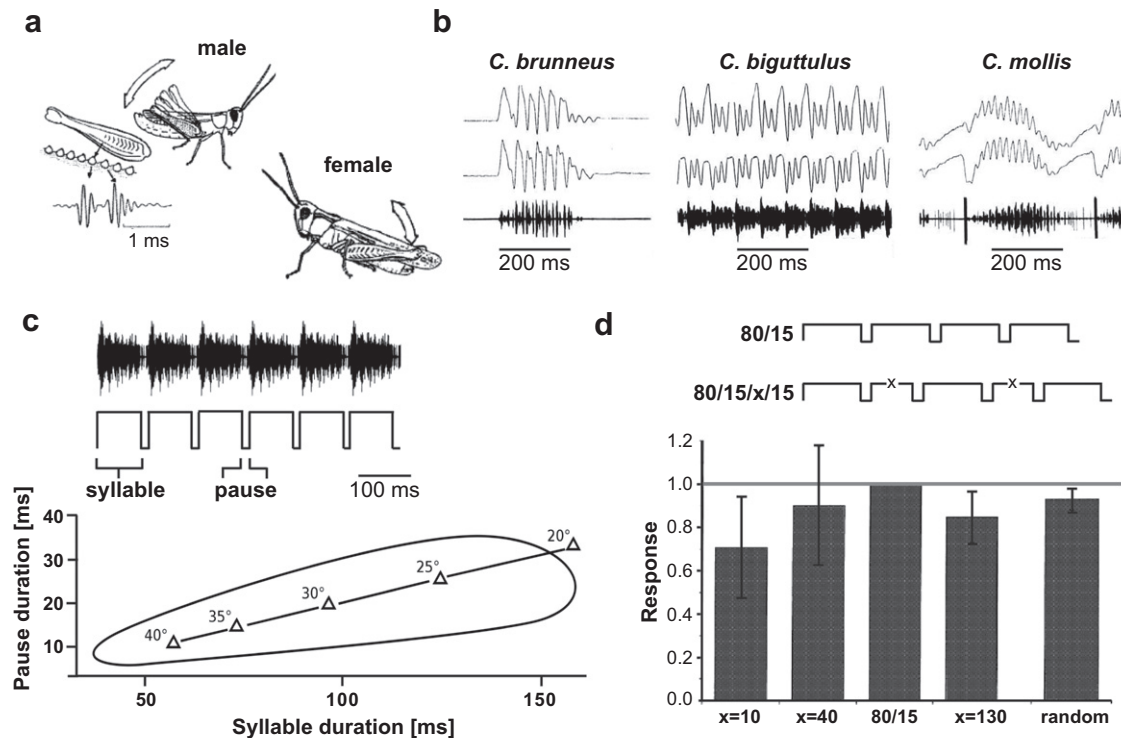 a
male
female
1 ms
b
C. brunneus
C. biguttulus
C. mollis
200 ms
200 ms
200 ms
c
syllable
pause
100 ms
Pause duration [ms]
40
30
20
10
40°
35°
30°
25°
20°
50
100
150
Syllable duration [ms]
d
80/15
80/15/x/15
x
x
Response
1.2
1.0
0.8
0.6
0.4
0.2
0.0
x=10
x=40
80/15
x=130
random